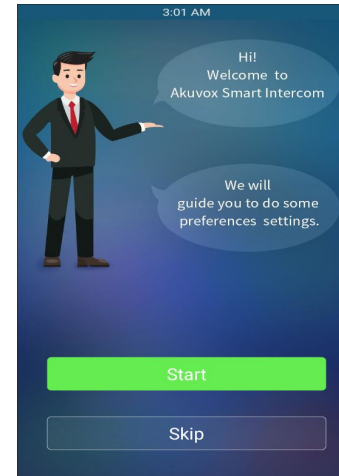 3:01 AM
Hi!
Welcome to
Akuvox Smart Intercom
We will
guide you to do some
preferences settings.
Start
Skip